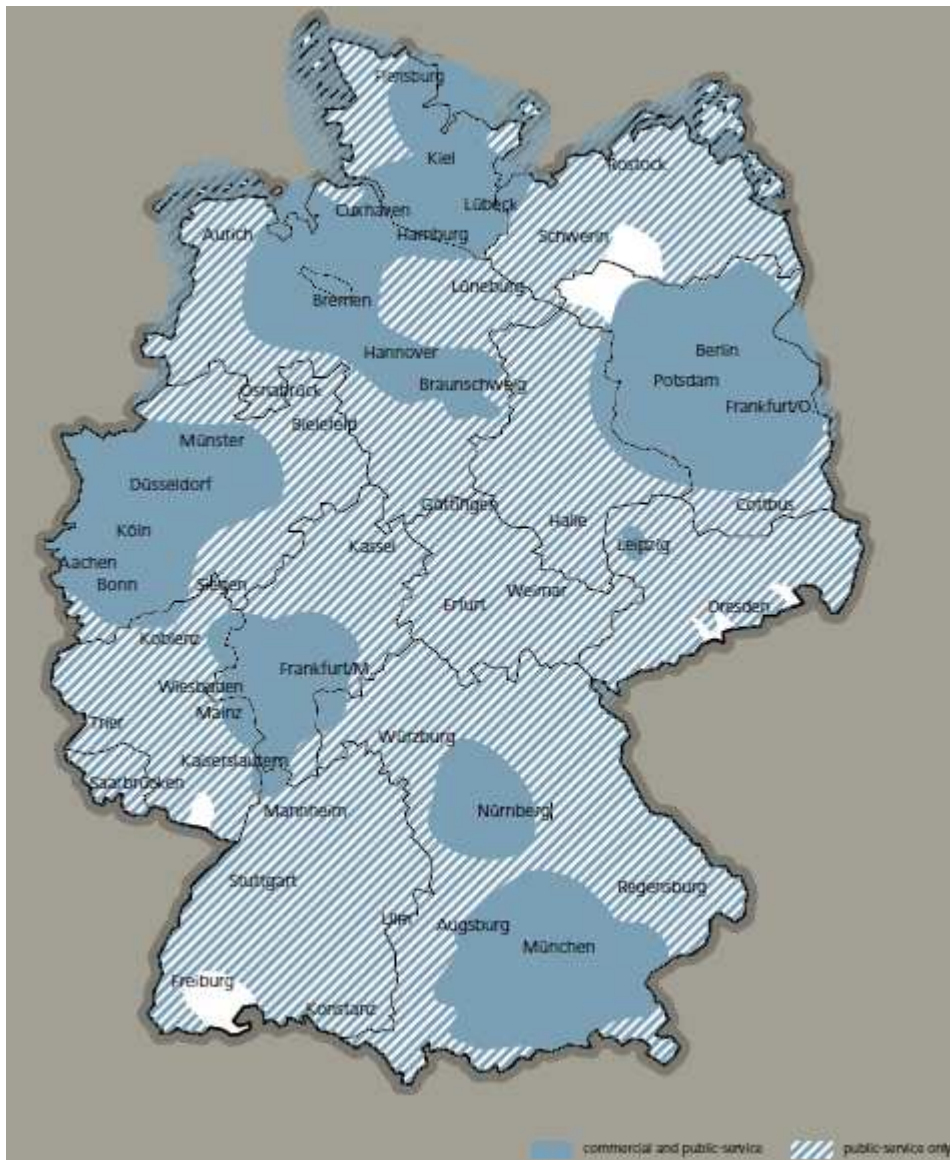 Flensburg
Kiel
Rostock
Cuxhaven
Lübeck
Aurich
Hamburg
Schwerin
Lüneburg
Bremen
Hannover
Berlin
Braunschweig
Potsdam
Osnabrück
Frankfurt/O.
Bielefeld
Münster
Düsseldorf
Göttingen
Cottbus
Halle
Köln
Kassel
Leipzig
Aachen
Bonn
Siegen
Weimar
Erfurt
Dresden
Koblenz
Frankfurt/M.
Wiesbaden
Mainz
Trier
Würzburg
Kaiserslautern
Saarbrücken
Mannheim
Nürnberg
Stuttgart
Regensburg
Ulm
Augsburg
München
Freiburg
Konstanz
commercial and public-service
public-service only